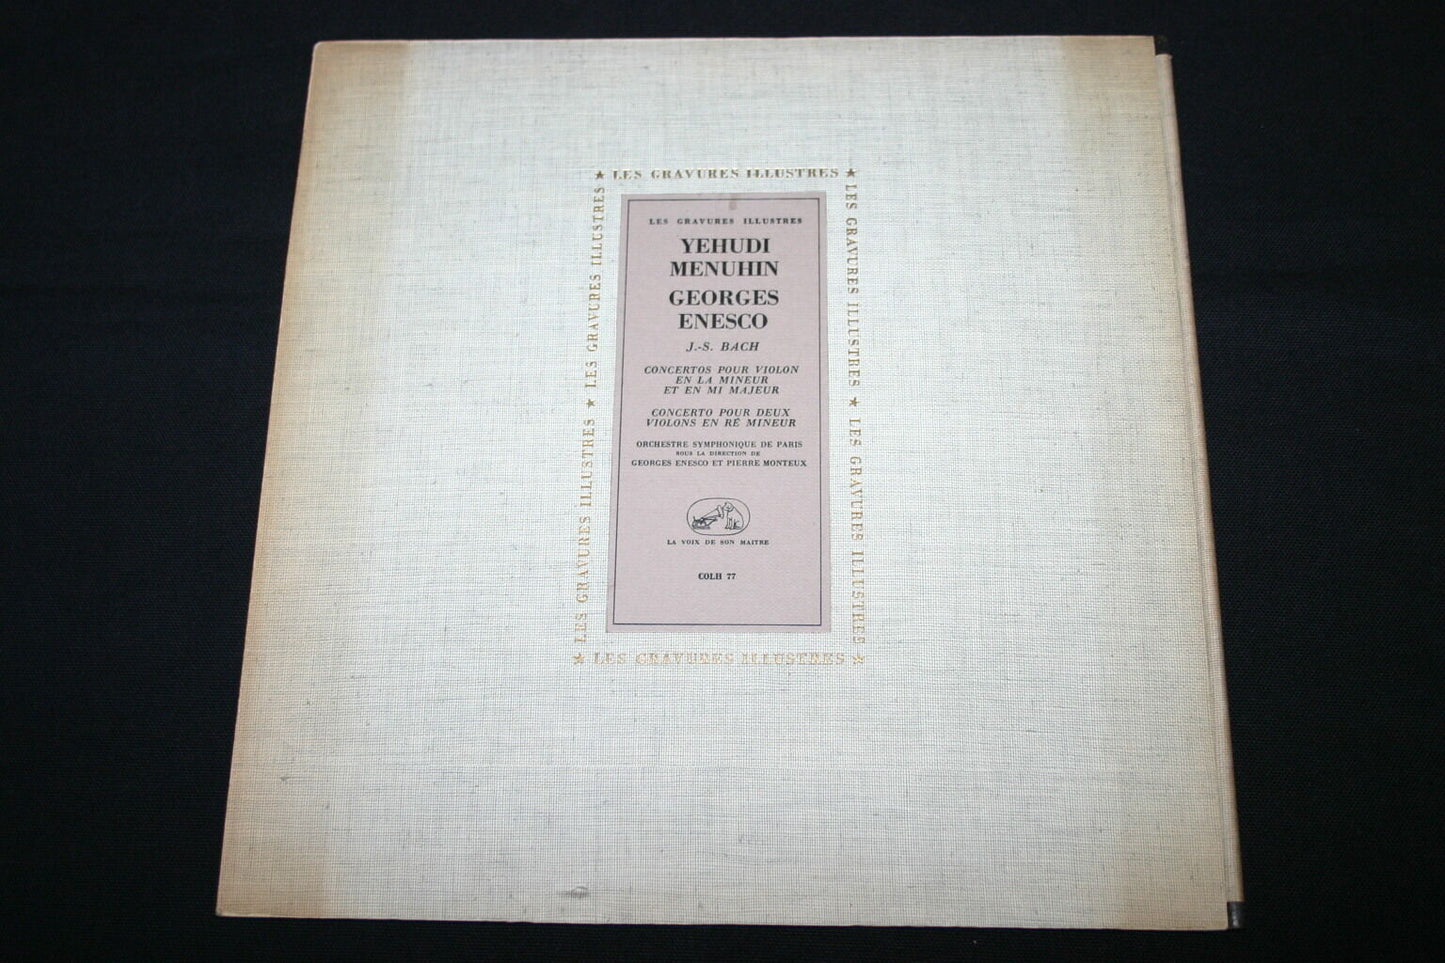 ★ LES GRAVURES ILLUSTRES ★
LES GRAVURES ILLUSTRES ★ LES GRAVURES ILLUSTRES
LES GRAVURES ILLUSTRES
YEHUDI
MENUHIN
GEORGES
ENESCO
J.-S. BACH
CONCERTOS POUR VIOLON
EN LA MINEUR
ET EN MI MAJEUR
CONCERTO POUR DEUX
VIOLONS EN RÉ MINEUR
ORCHESTRE SYMPHONIQUE DE PARIS
SOUS LA DIRECTION DE
GEORGES ENESCO ET PIERRE MONTEUX
LA VOIX DE SON MAITRE
COLH 77
LES GRAVURES ILLUSTRES ★ LES GRAVURES ILLUSTRES
★ LES GRAVURES ILLUSTRES ★